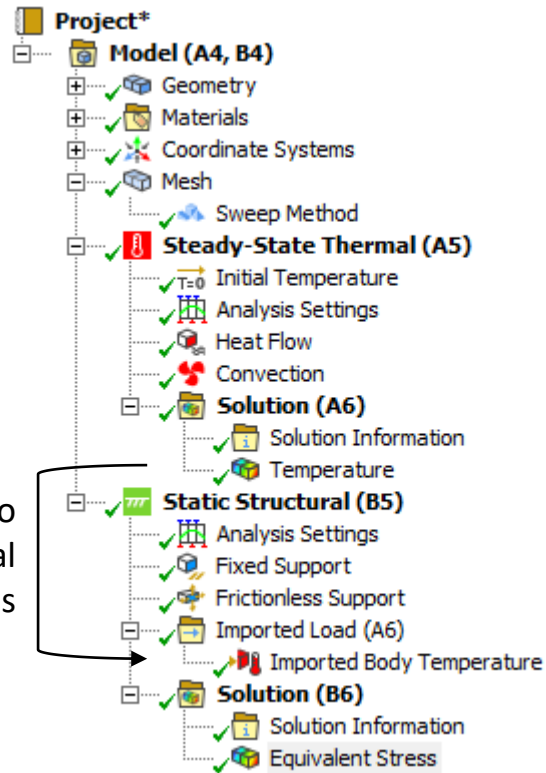 Project*
Model (A4, B4)
Geometry
Materials
Coordinate Systems
Mesh
Sweep Method
Steady-State Thermal (A5)
T=0 Initial Temperature
Analysis Settings
Heat Flow
Convection
Solution (A6)
i Solution Information
Temperature
o
al
s
Static Structural (B5)
Analysis Settings
Fixed Support
Frictionless Support
Imported Load (A6)
Imported Body Temperature
Solution (B6)
i Solution Information
Equivalent Stress